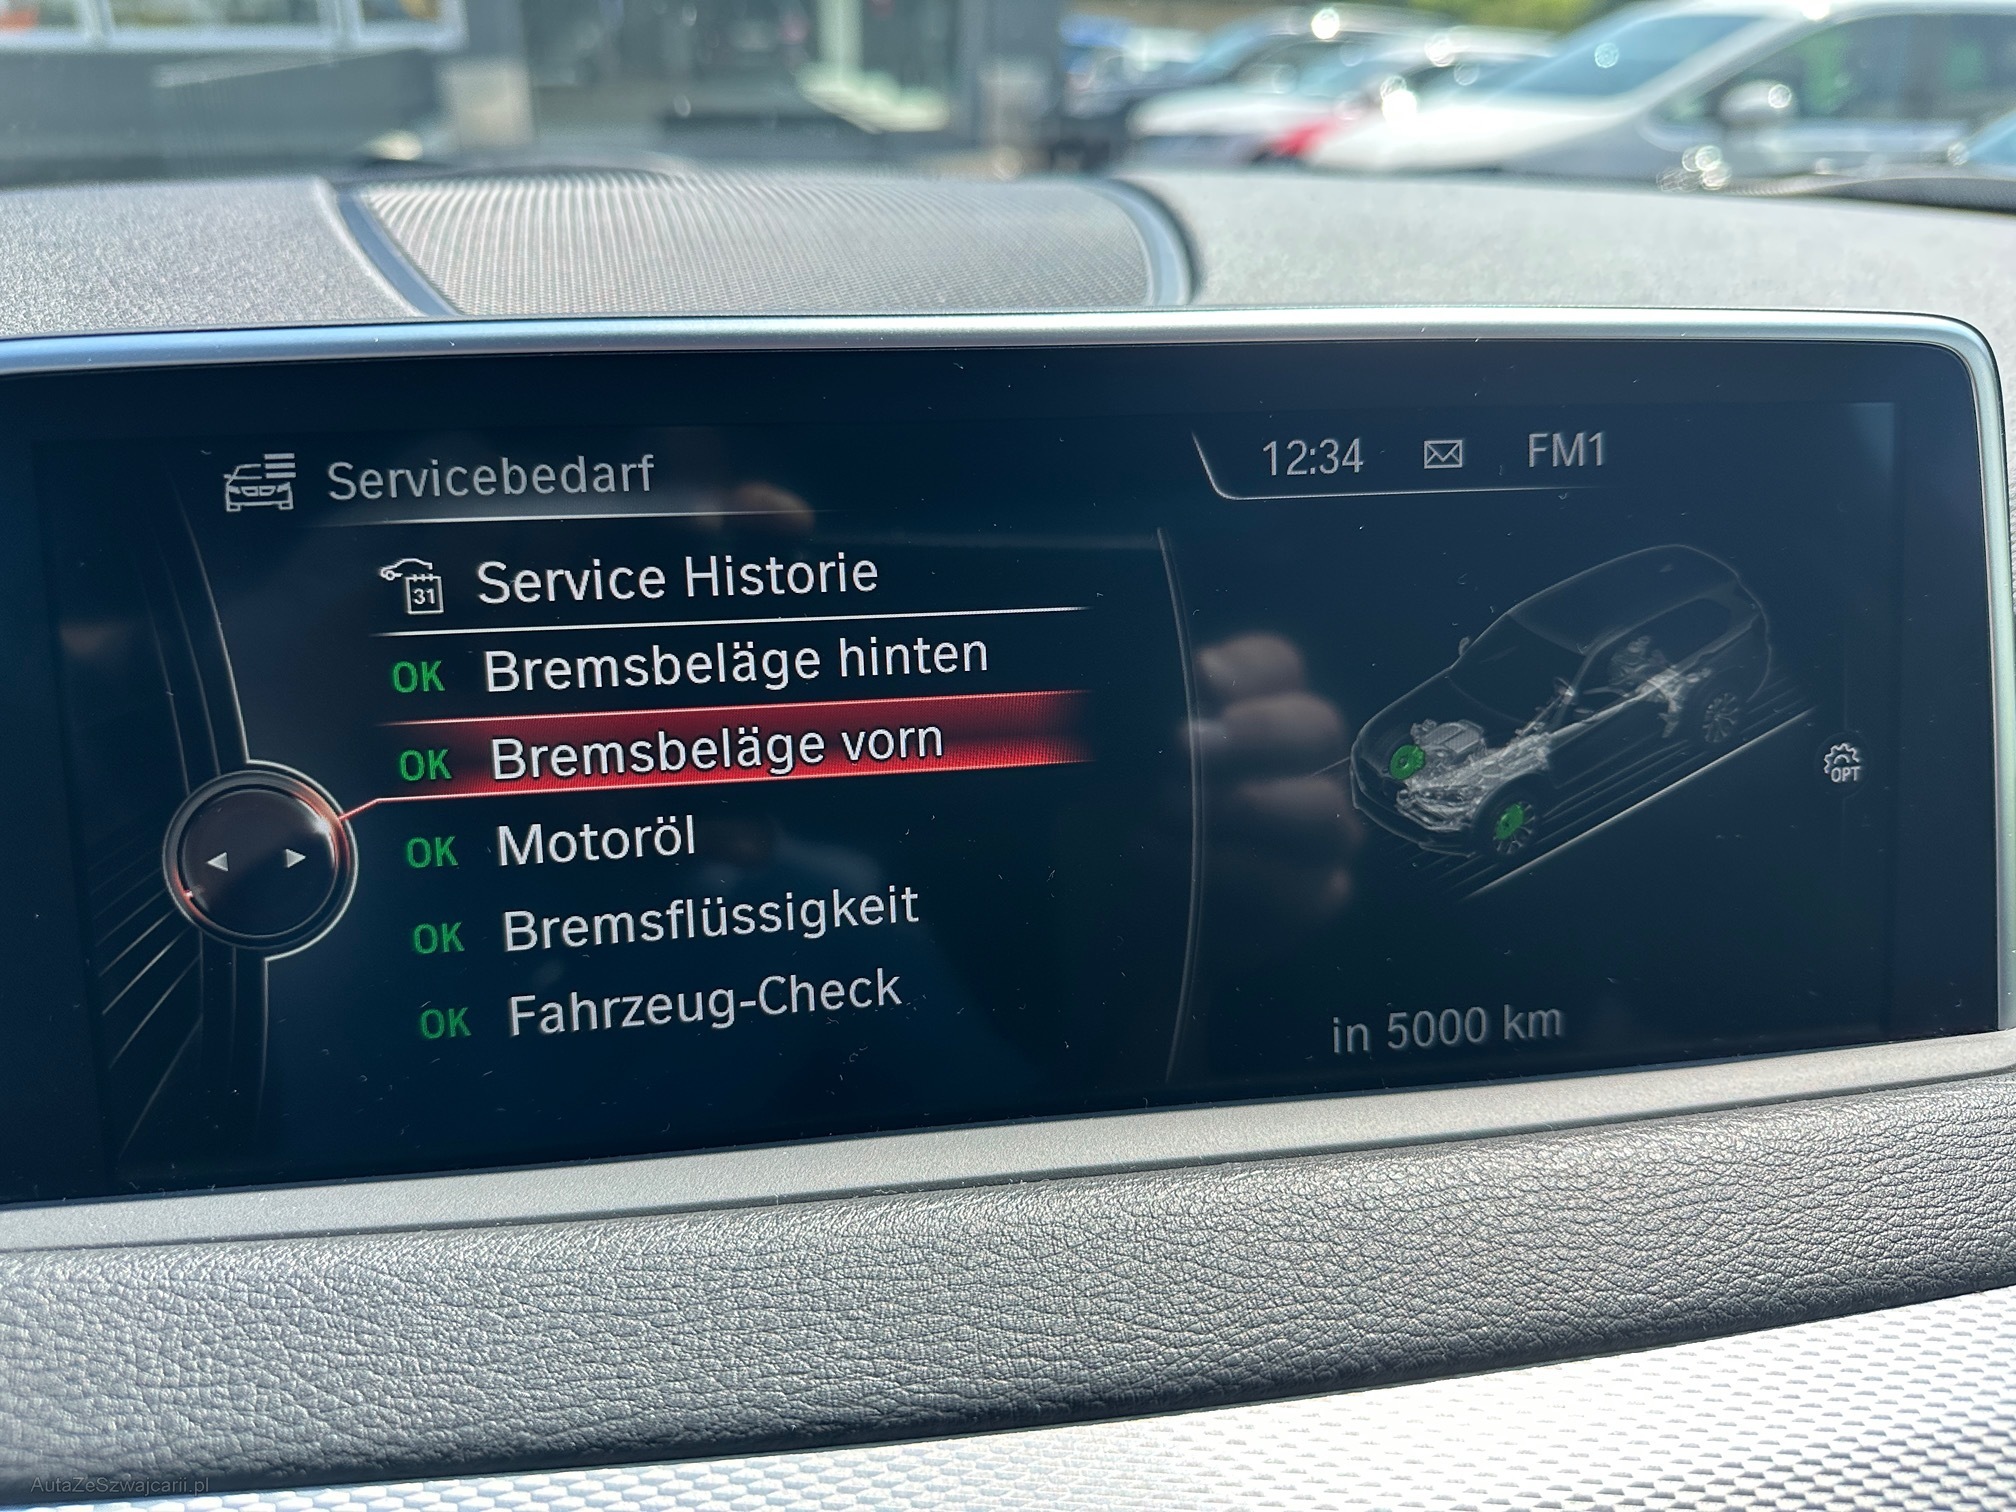 Servicebedarf
12:34 FM1
31 Service Historie
OK Bremsbeläge hinten
OK Bremsbeläge vorn
OK Motoröl
OK Bremsflüssigkeit
OK Fahrzeug-Check
OPT
in 5000 km
AutaZeSzwajcarii.pl